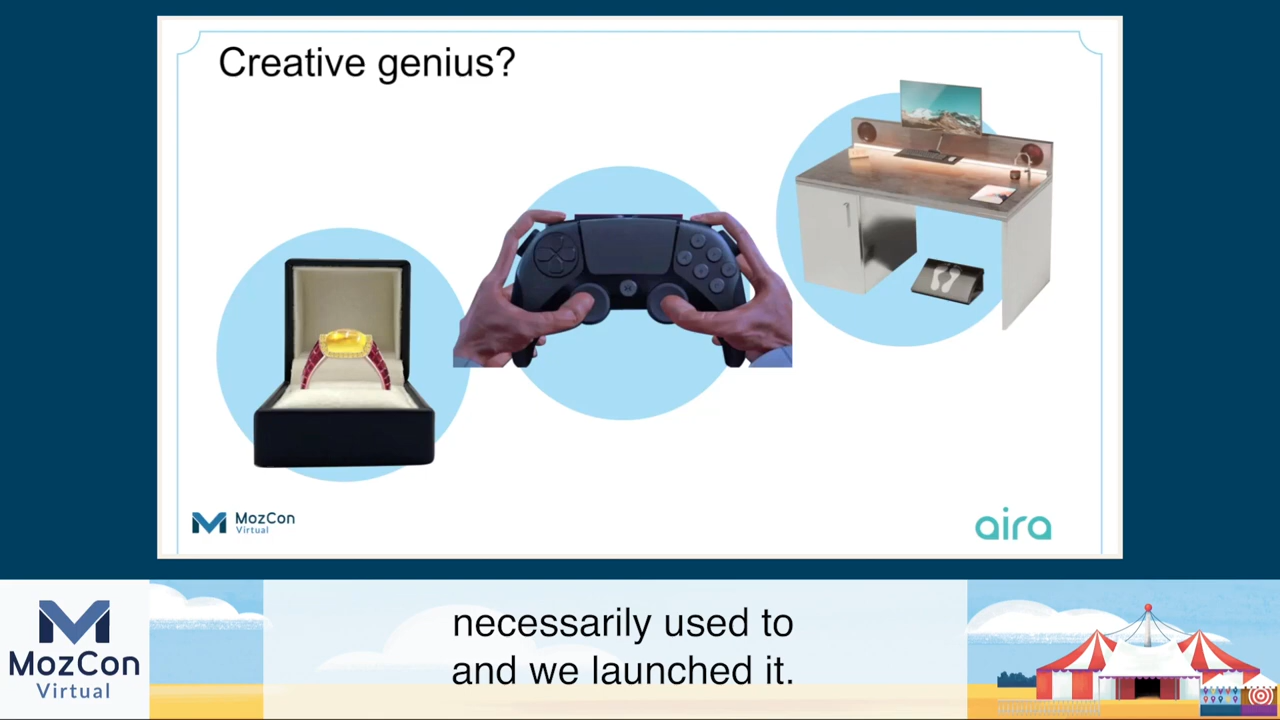 Creative genius?
MozCon
Virtual
aira
necessarily used to
and we launched it.
MozCon
Virtual